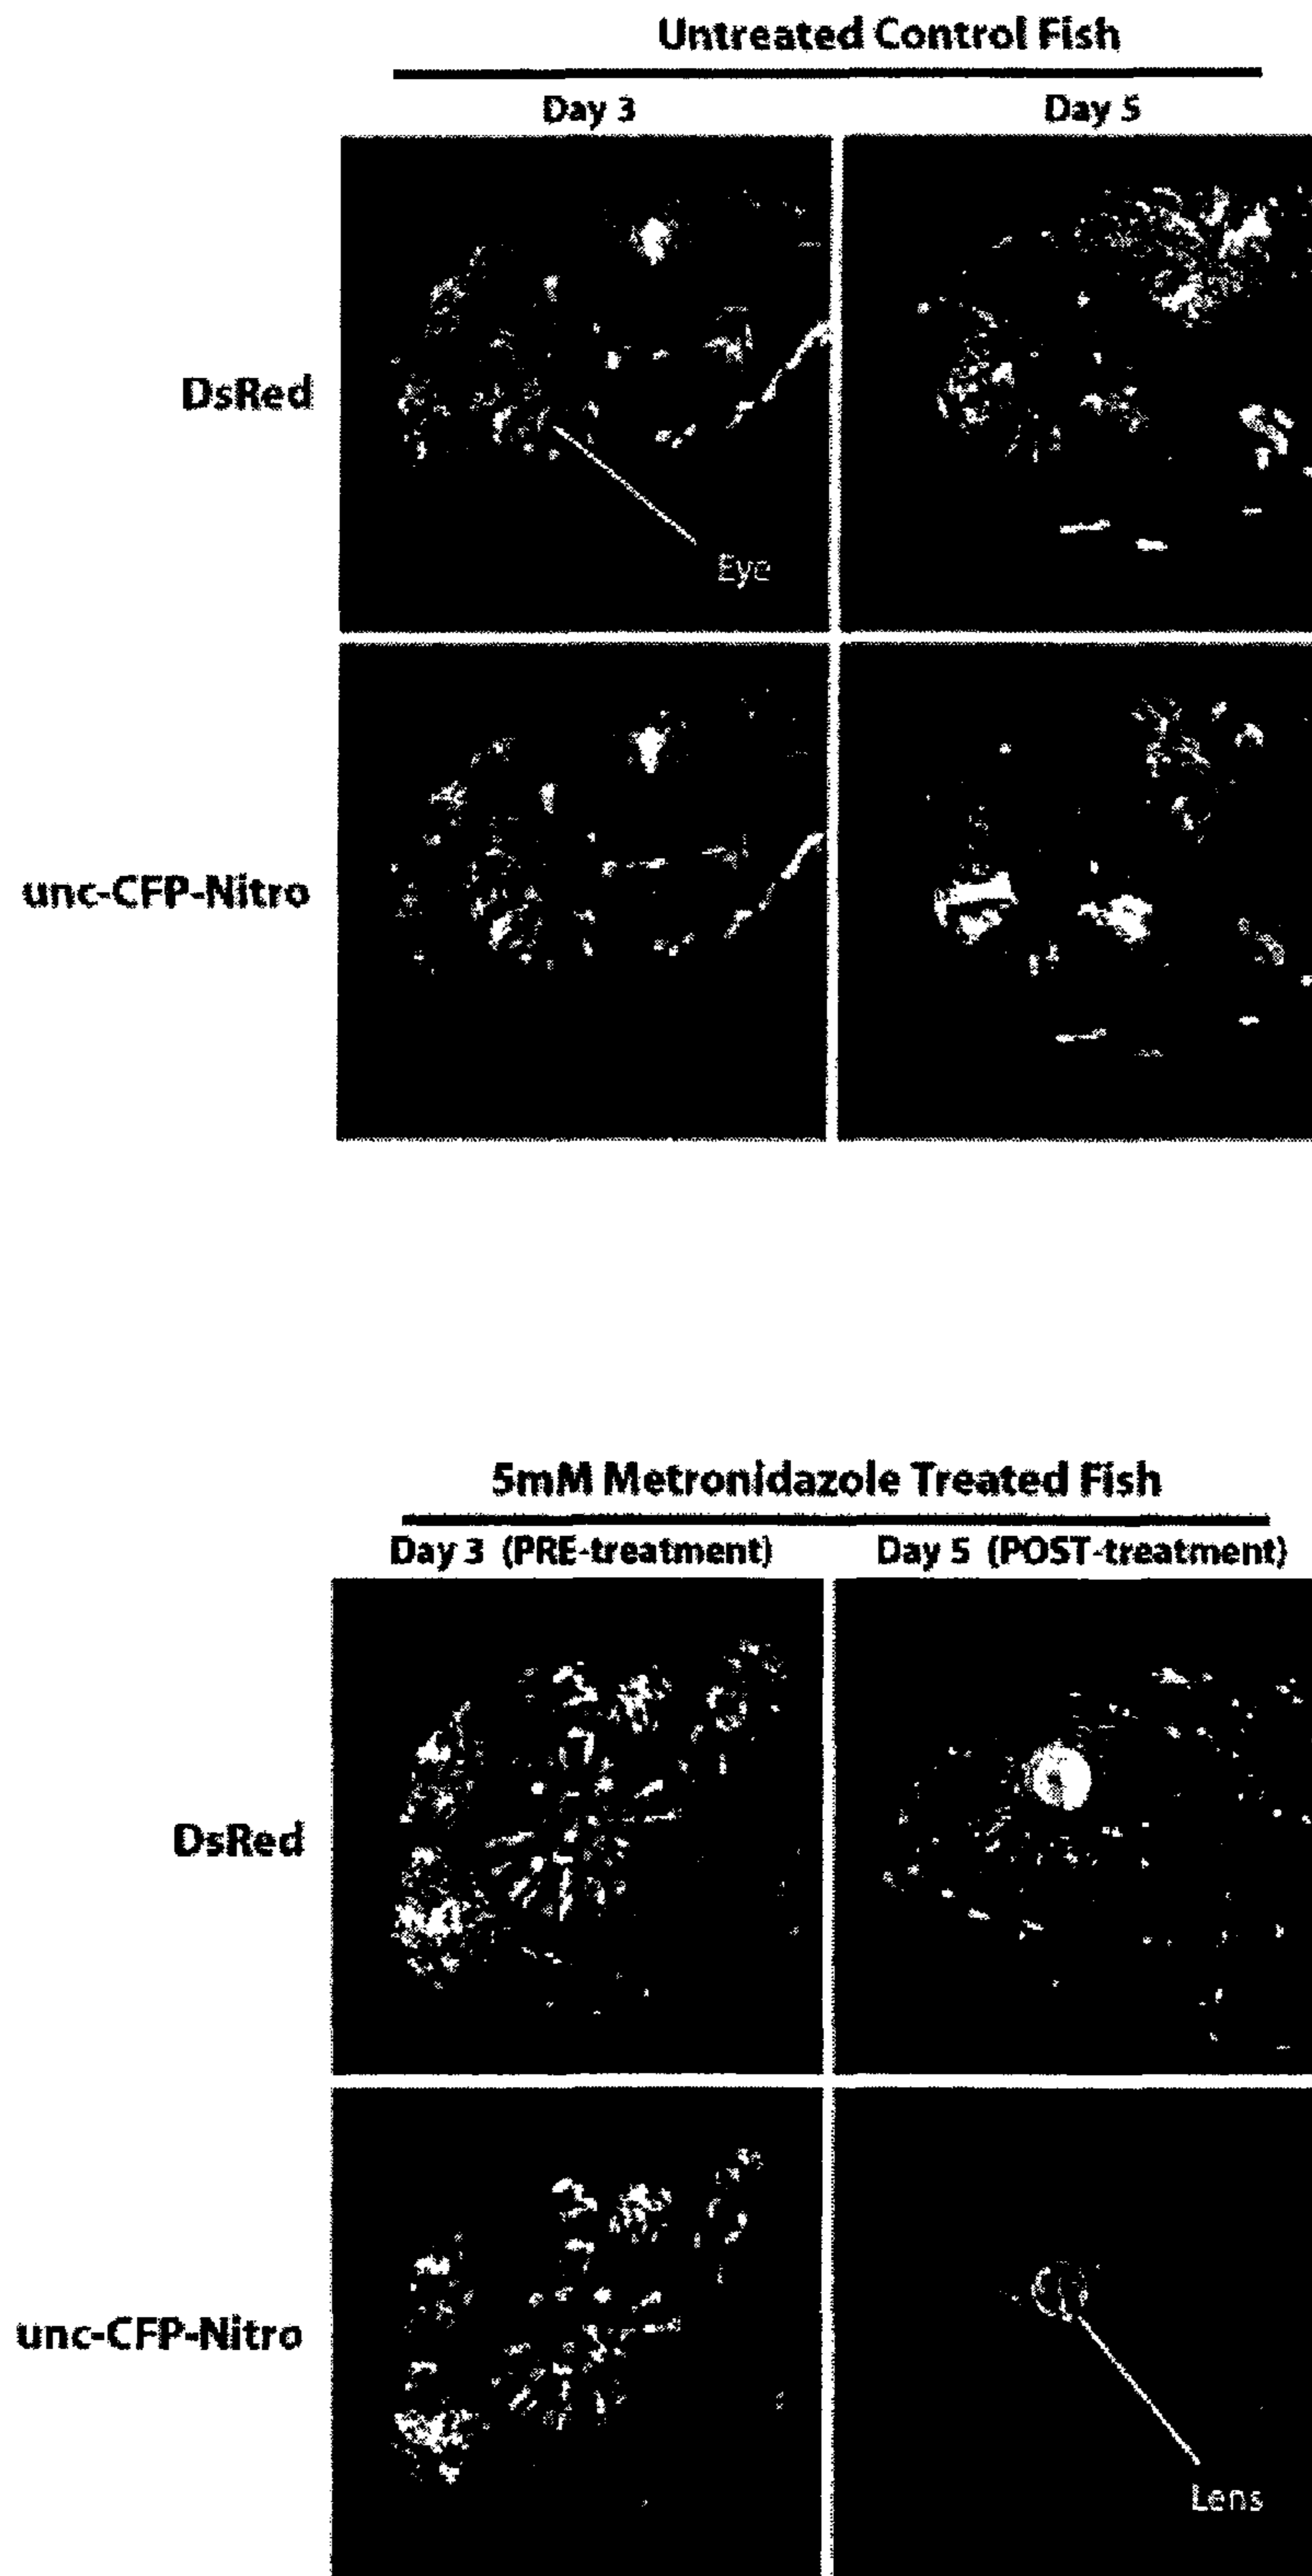 Untreated Control Fish
Day 3
Day 5
DsRed
Eye
unc-CFP-Nitro
5mM Metronidazole Treated Fish
Day 3 (PRE-treatment)
Day 5 (POST-treatment)
DsRed
unc-CFP-Nitro
Lens